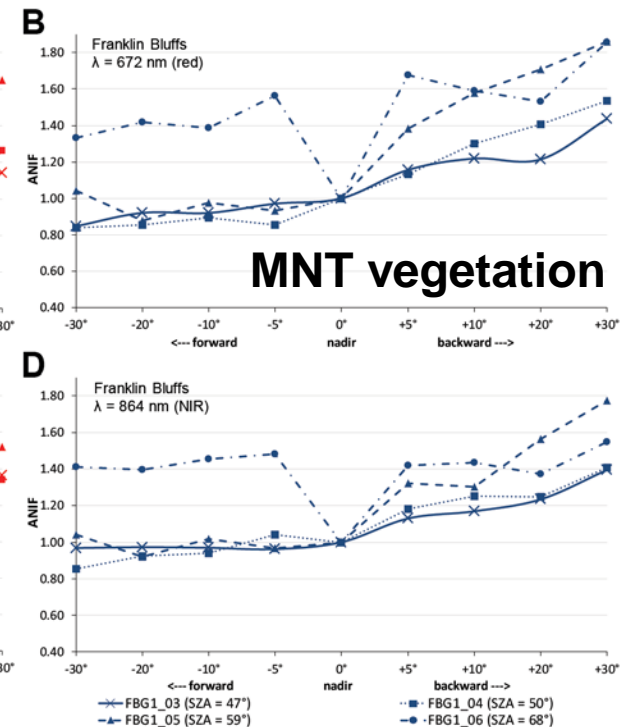 B
Franklin Bluffs
λ = 672 nm (red)
1.80
1.60
1.40
1.20
1.00
0.80
0.60
0.40
ANIF
MNT vegetation
-30° -20° -10° -5° 0° +5° +10° +20° +30°
<--- forward nadir backward --->
D
Franklin Bluffs
λ = 864 nm (NIR)
1.80
1.60
1.40
1.20
1.00
0.80
0.60
0.40
ANIF
-30° -20° -10° -5° 0° +5° +10° +20° +30°
<--- forward nadir backward --->
FBG1_03 (SZA = 47°) FBG1_04 (SZA = 50°)
FBG1_05 (SZA = 59°) FBG1_06 (SZA = 68°)